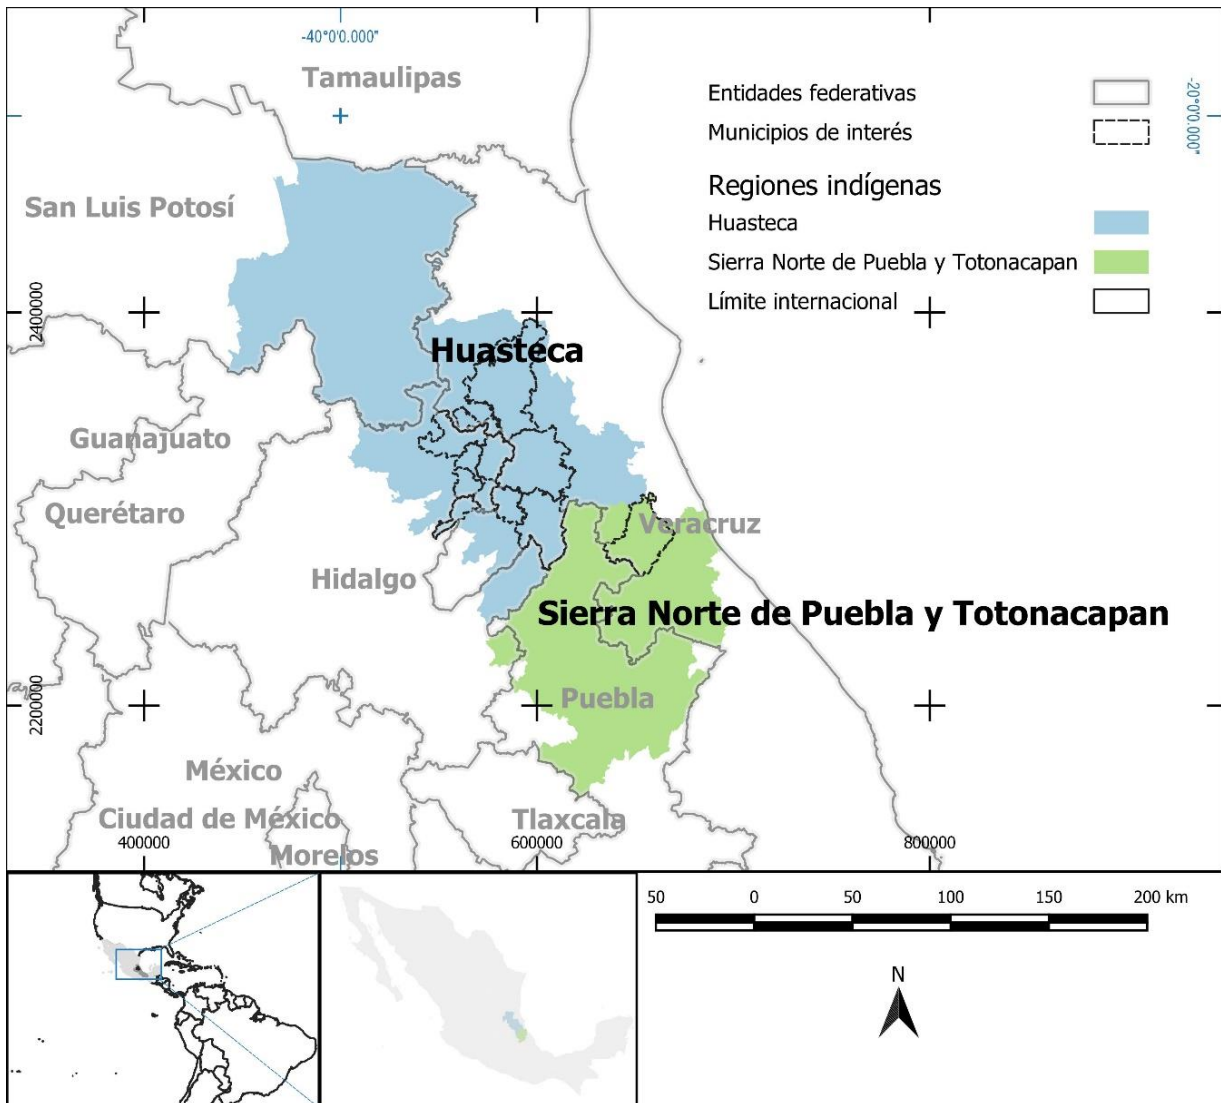 -40°0'0.000"
Tamaulipas
Entidades federativas
-20°0'0.000"
Municipios de interés
Regiones indígenas
San Luis Potosí
Huasteca
Sierra Norte de Puebla y Totonacapan
Límite internacional
2400000
Huasteca
Guanajuato
Querétaro
Veracruz
Hidalgo
Sierra Norte de Puebla y Totonacapan
2200000
Puebla
México
Ciudad de México
Tlaxcala
400000
600000
800000
Morelos
50 0 50 100 150 200 km
N